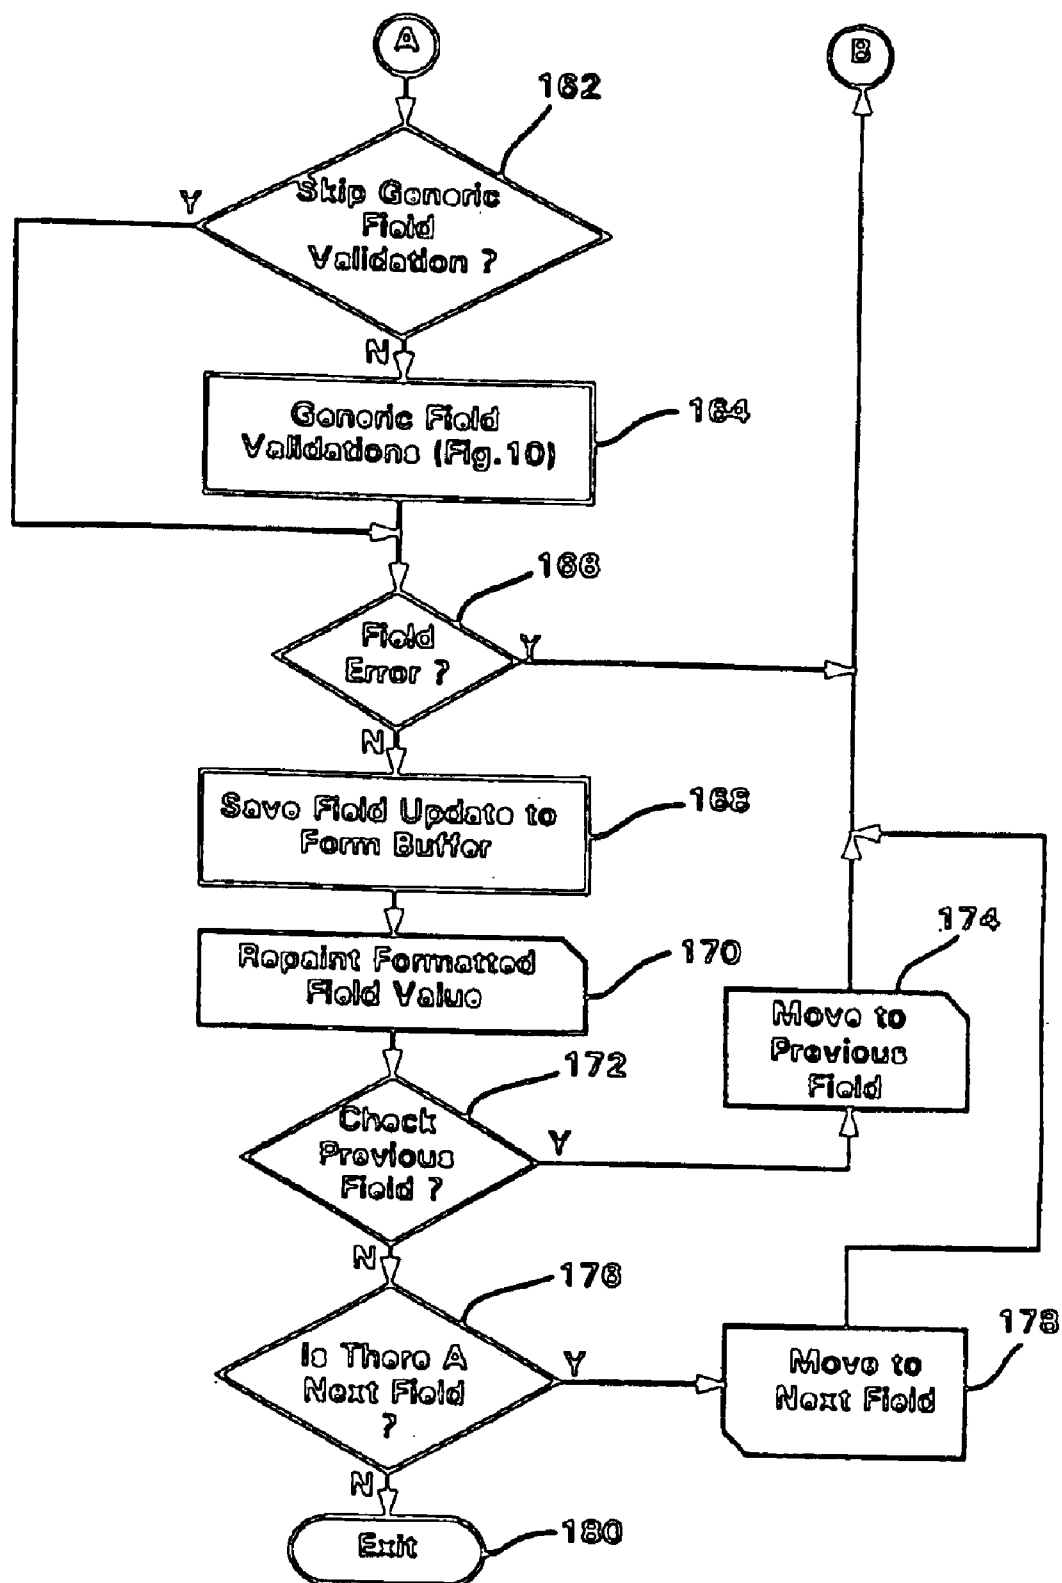 A
B
162
Y
Skip Generic
Field
Validation ?
N
Generic Field
Validations (Fig.10)
164
166
Field
Error ?
Y
N
Save Field Update to
Form Buffer
168
Repaint Formatted
Field Value
170
174
Move to
Previous
Field
172
Check
Previous
Field ?
Y
N
176
Is There A
Next Field
?
Y
Move to
Next Field
178
N
Exit
180